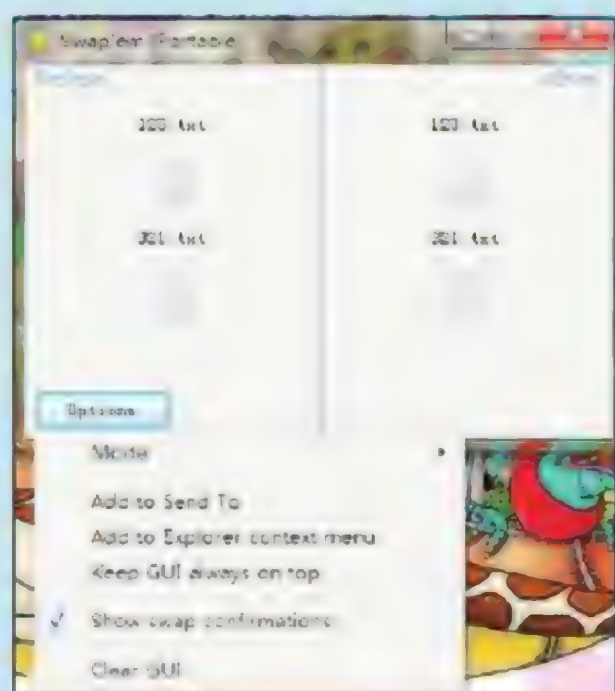 Swap'em Portable
123.txt 123.txt
321.txt 321.txt
Options
Mode
Add to Send To
Add to Explorer context menu
Keep GUI always on top
Show swap confirmations
Clear GUI